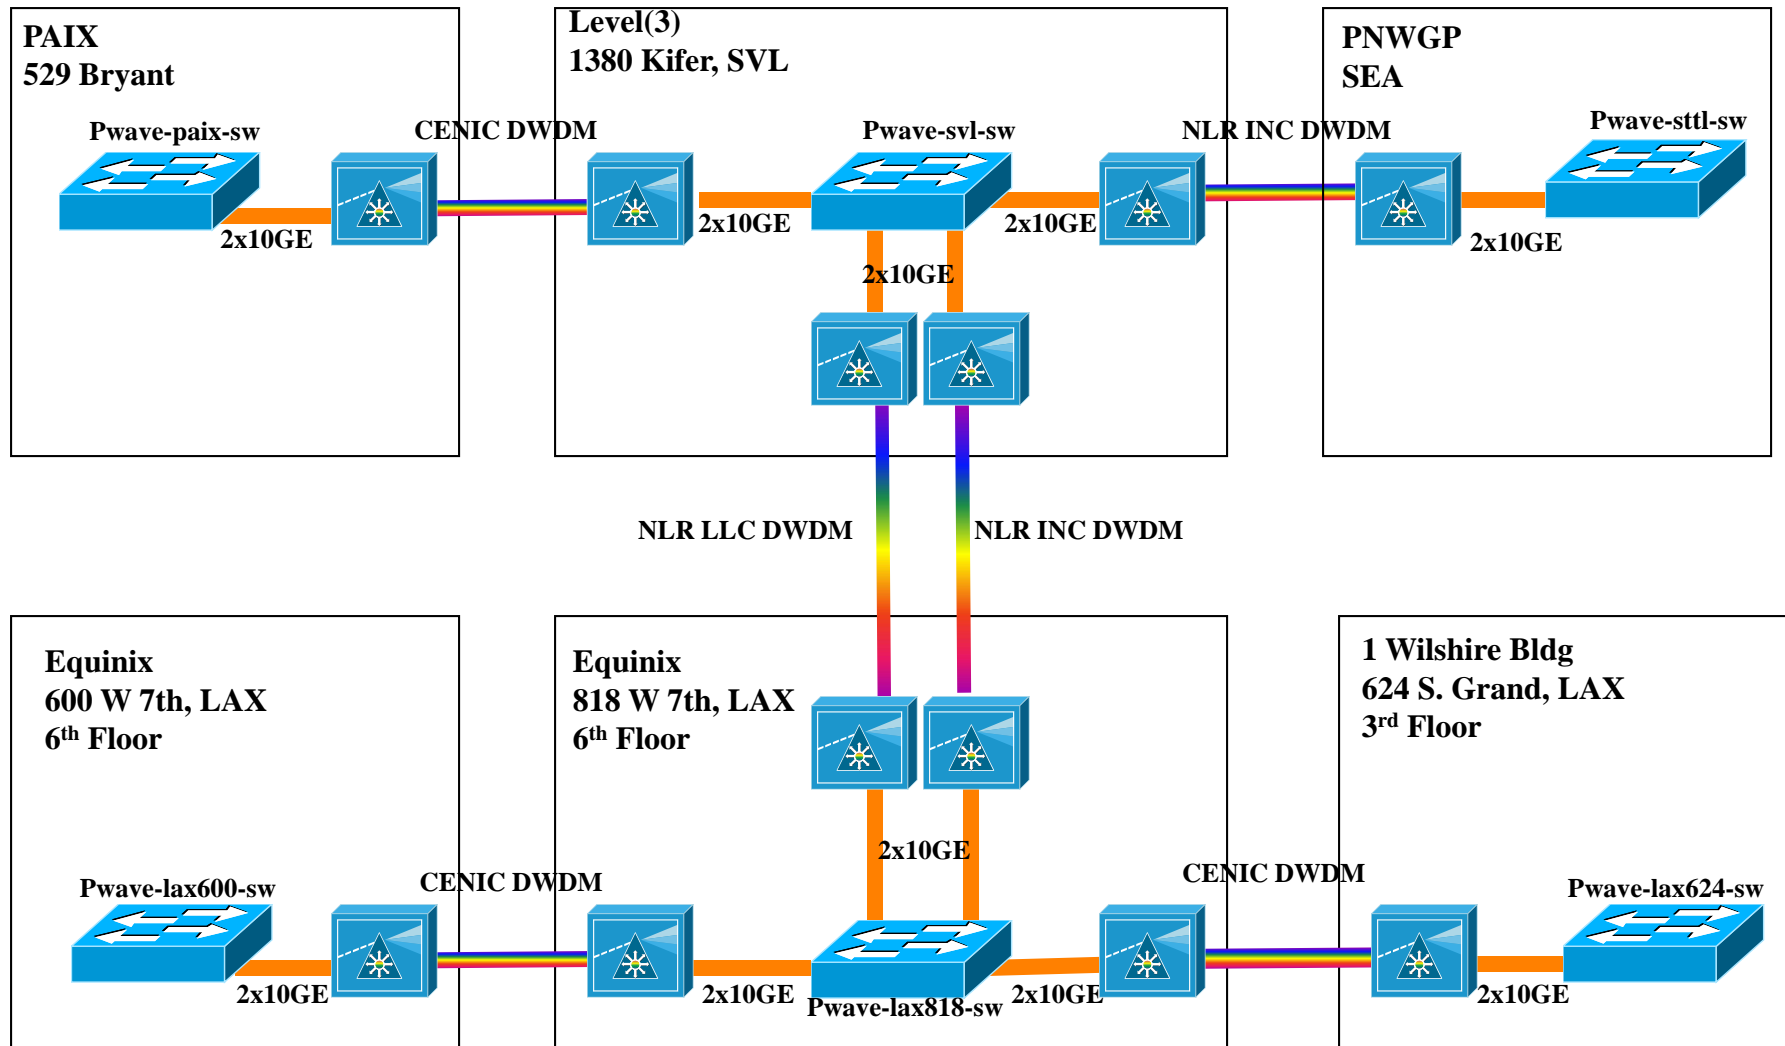 PAIX
529 Bryant
Level(3)
1380 Kifer, SVL
PNWGP
SEA
Pwave-paix-sw
CENIC DWDM
Pwave-svl-sw
NLR INC DWDM
Pwave-sttl-sw
2x10GE
2x10GE
2x10GE
2x10GE
2x10GE
NLR LLC DWDM
NLR INC DWDM
Equinix
600 W 7th, LAX
6th Floor
Equinix
818 W 7th, LAX
6th Floor
1 Wilshire Bldg
624 S. Grand, LAX
3rd Floor
2x10GE
Pwave-lax600-sw
CENIC DWDM
CENIC DWDM
Pwave-lax624-sw
2x10GE
2x10GE
Pwave-lax818-sw
2x10GE
2x10GE